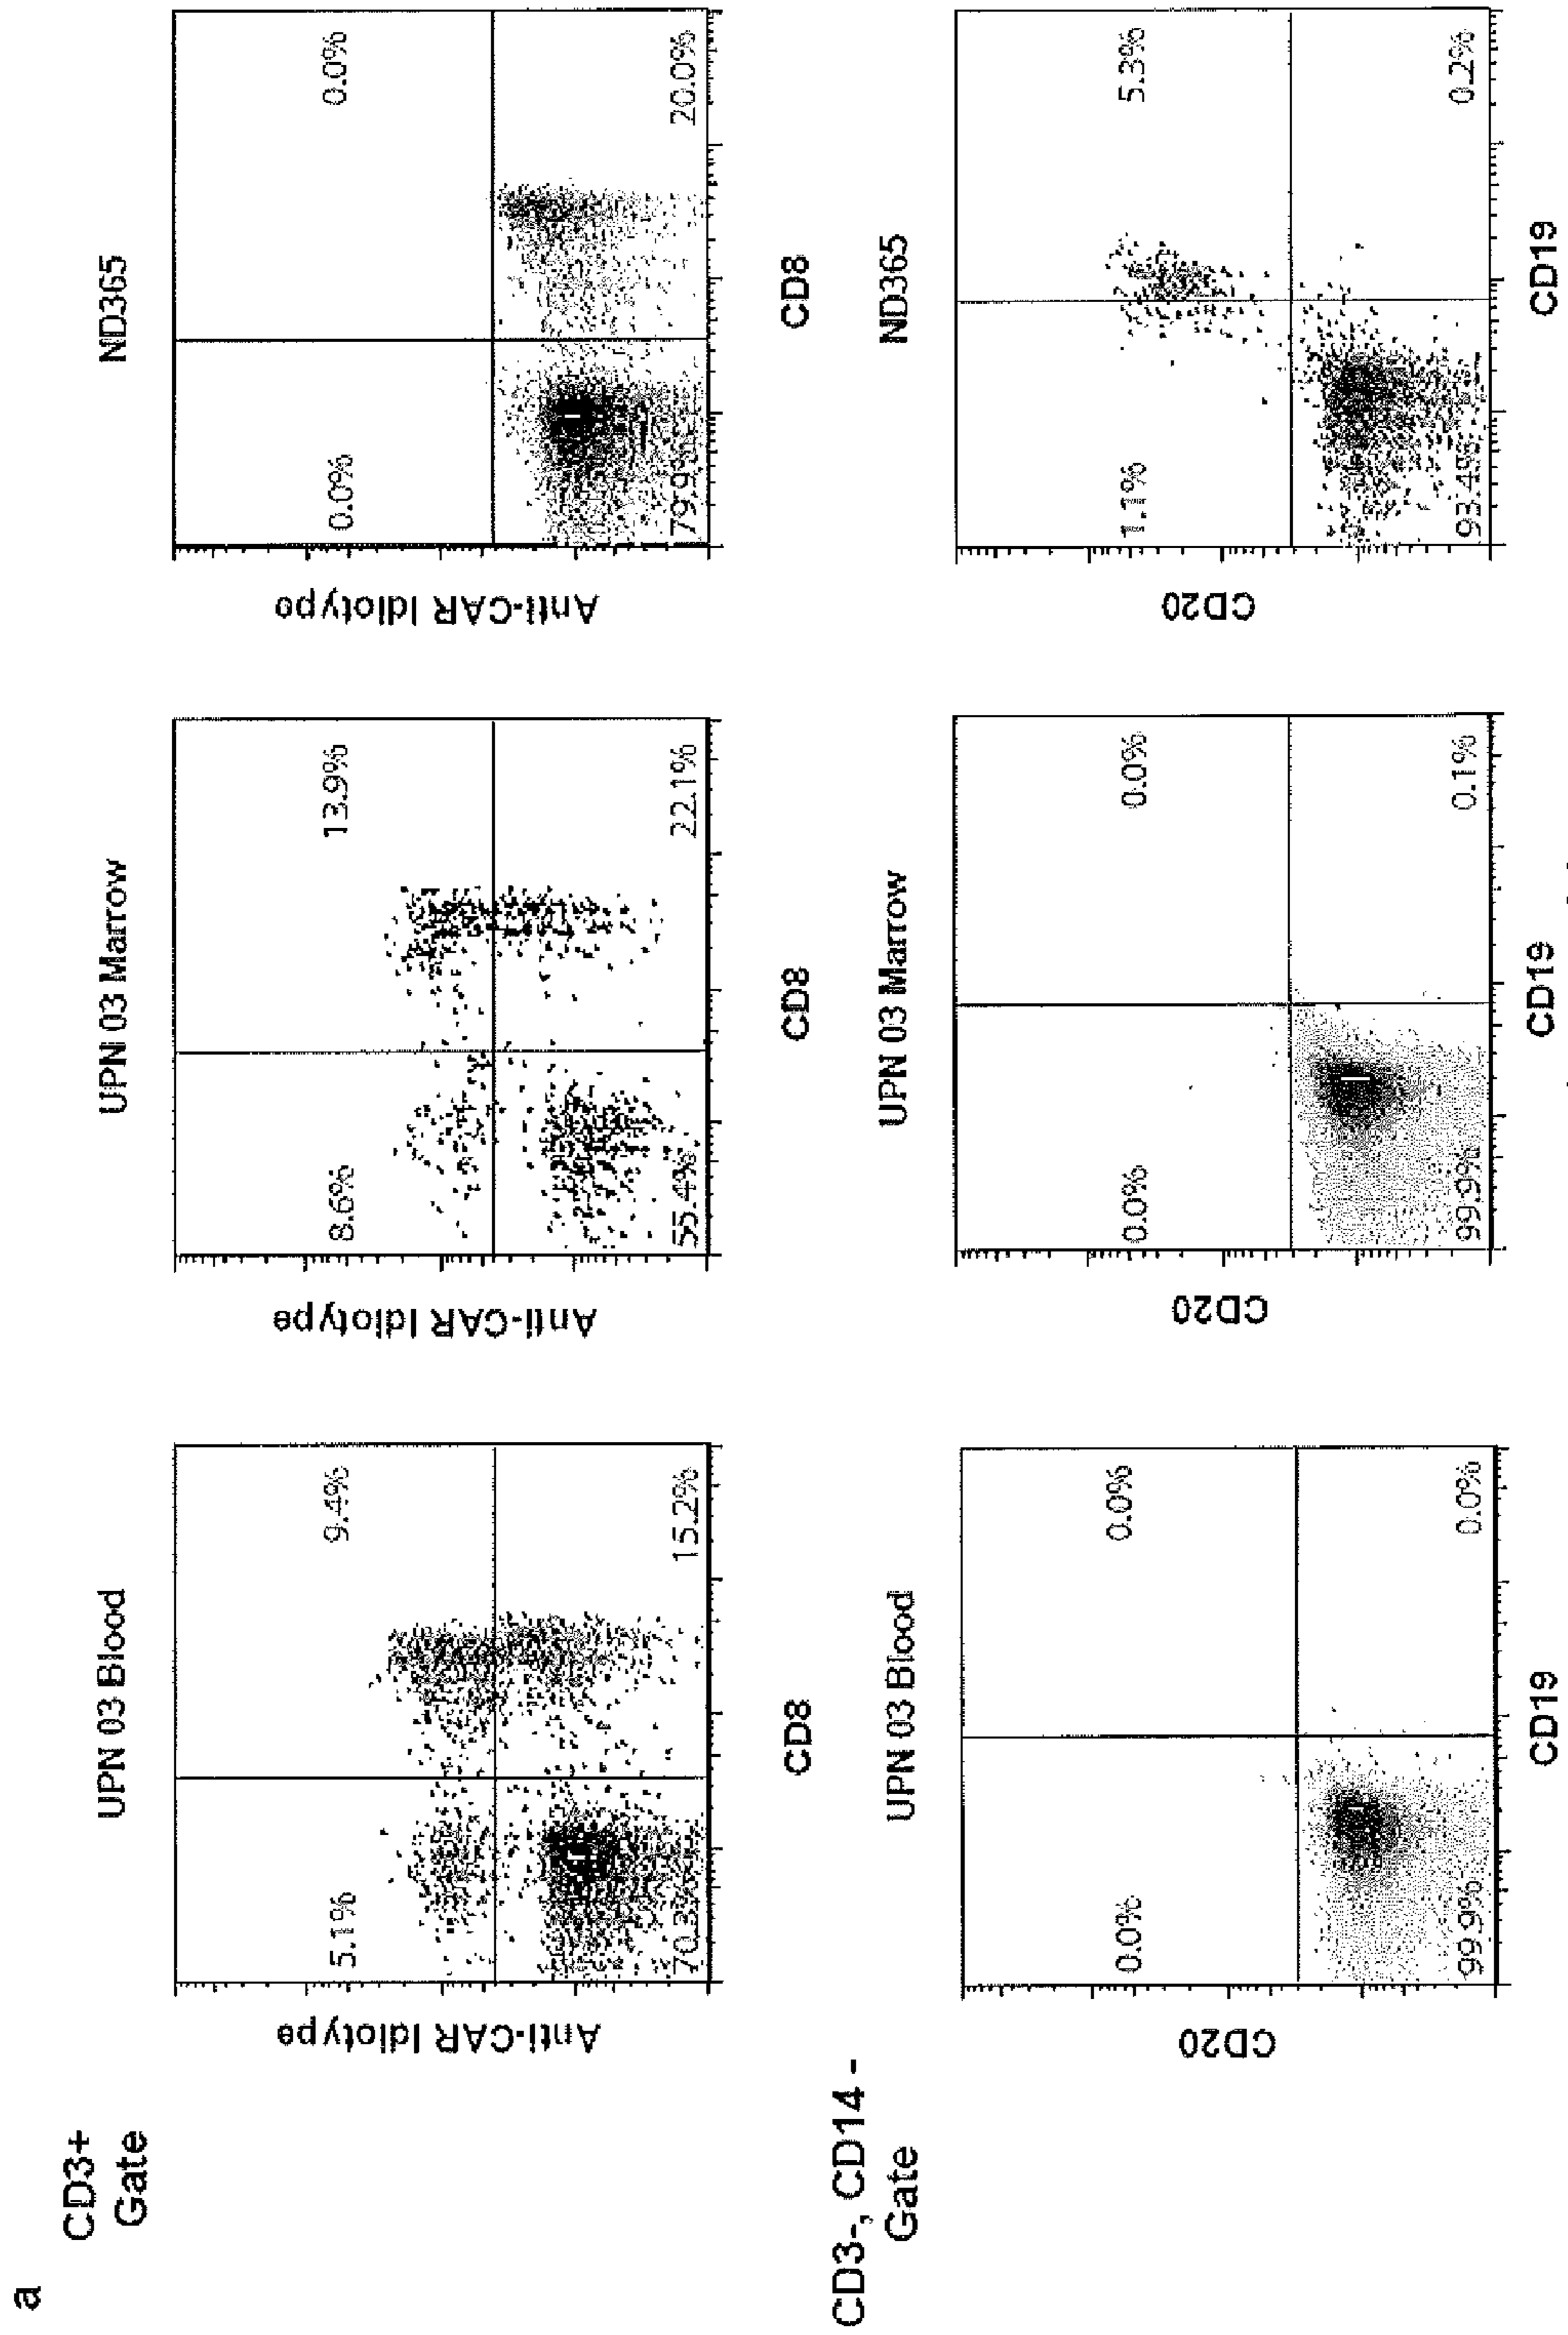 a
CD3+
Gate
UPN 03 Blood
UPN 03 Marrow
ND365
Anti-CAR Idiotype
5.1%
9.4%
70.3%
15.2%
CD8
Anti-CAR Idiotype
8.6%
13.9%
55.4%
22.1%
CD8
Anti-CAR Idiotype
0.0%
0.0%
79.9%
20.0%
CD8
CD3-, CD14 -
Gate
UPN 03 Blood
UPN 03 Marrow
ND365
CD20
0.0%
0.0%
99.9%
0.0%
CD19
CD20
0.0%
0.0%
99.9%
0.1%
CD19
CD20
1.1%
5.3%
93.4%
0.2%
CD19